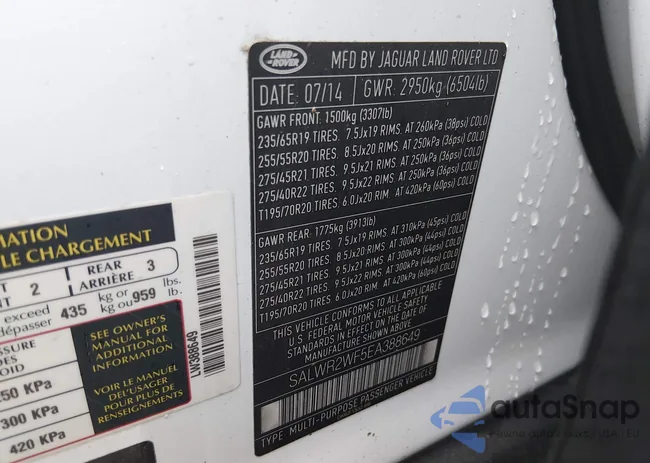 LAND-
ROVER
MFD BY JAGUAR LAND ROVER LTD
DATE: 07/14 GWR: 2950kg (6504lb)
GAWR FRONT: 1500kg (3307lb)
235/65R19 TIRES. 7.5Jx19 RIMS. AT 260kPa (38psi) COLD
255/55R20 TIRES. 8.5Jx20 RIMS. AT 250kPa (36psi) COLD
275/45R21 TIRES. 9.5Jx21 RIMS. AT 250kPa (36psi) COLD
275/40R22 TIRES. 9.5Jx22 RIMS. AT 250kPa (36psi) COLD
T195/70R20 TIRES. 6.0Jx20 RIMS. AT 420kPa (60psi) COLD
GAWR REAR: 1775kg (3913lb)
235/65R19 TIRES. 7.5Jx19 RIMS. AT 310kPa (45psi) COLD
255/55R20 TIRES. 8.5Jx20 RIMS. AT 300kPa (44psi) COLD
275/45R21 TIRES. 9.5Jx21 RIMS. AT 300kPa (44psi) COLD
275/40R22 TIRES. 9.5Jx22 RIMS. AT 300kPa (44psi) COLD
T195/70R20 TIRES. 6.0Jx20 RIMS. AT 420kPa (60psi) COLD
THIS VEHICLE CONFORMS TO ALL APPLICABLE
U.S FEDERAL MOTOR VEHICLE SAFETY
STANDARDS IN EFFECT ON THE DATE OF
MANUFACTURE SHOWN ABOVE.
SALWR2WF5EA388649
TYPE: MULTI-PURPOSE PASSENGER VEHICLE
MATION
LE CHARGEMENT
T
NT 2 REAR
ARRIÈRE 3
exceed
dépasser 435 kg or
kg ou 959 lbs.
lb.
SSURE
DES
OID
250 KPa
300 KPa
420 KPa
SEE OWNER'S
MANUAL FOR
ADDITIONAL
INFORMATION
VOIR LE MANUEL
DE L'USAGER
POUR PLUS DE
RENSEIGNEMENTS
LW388649
autoSnap